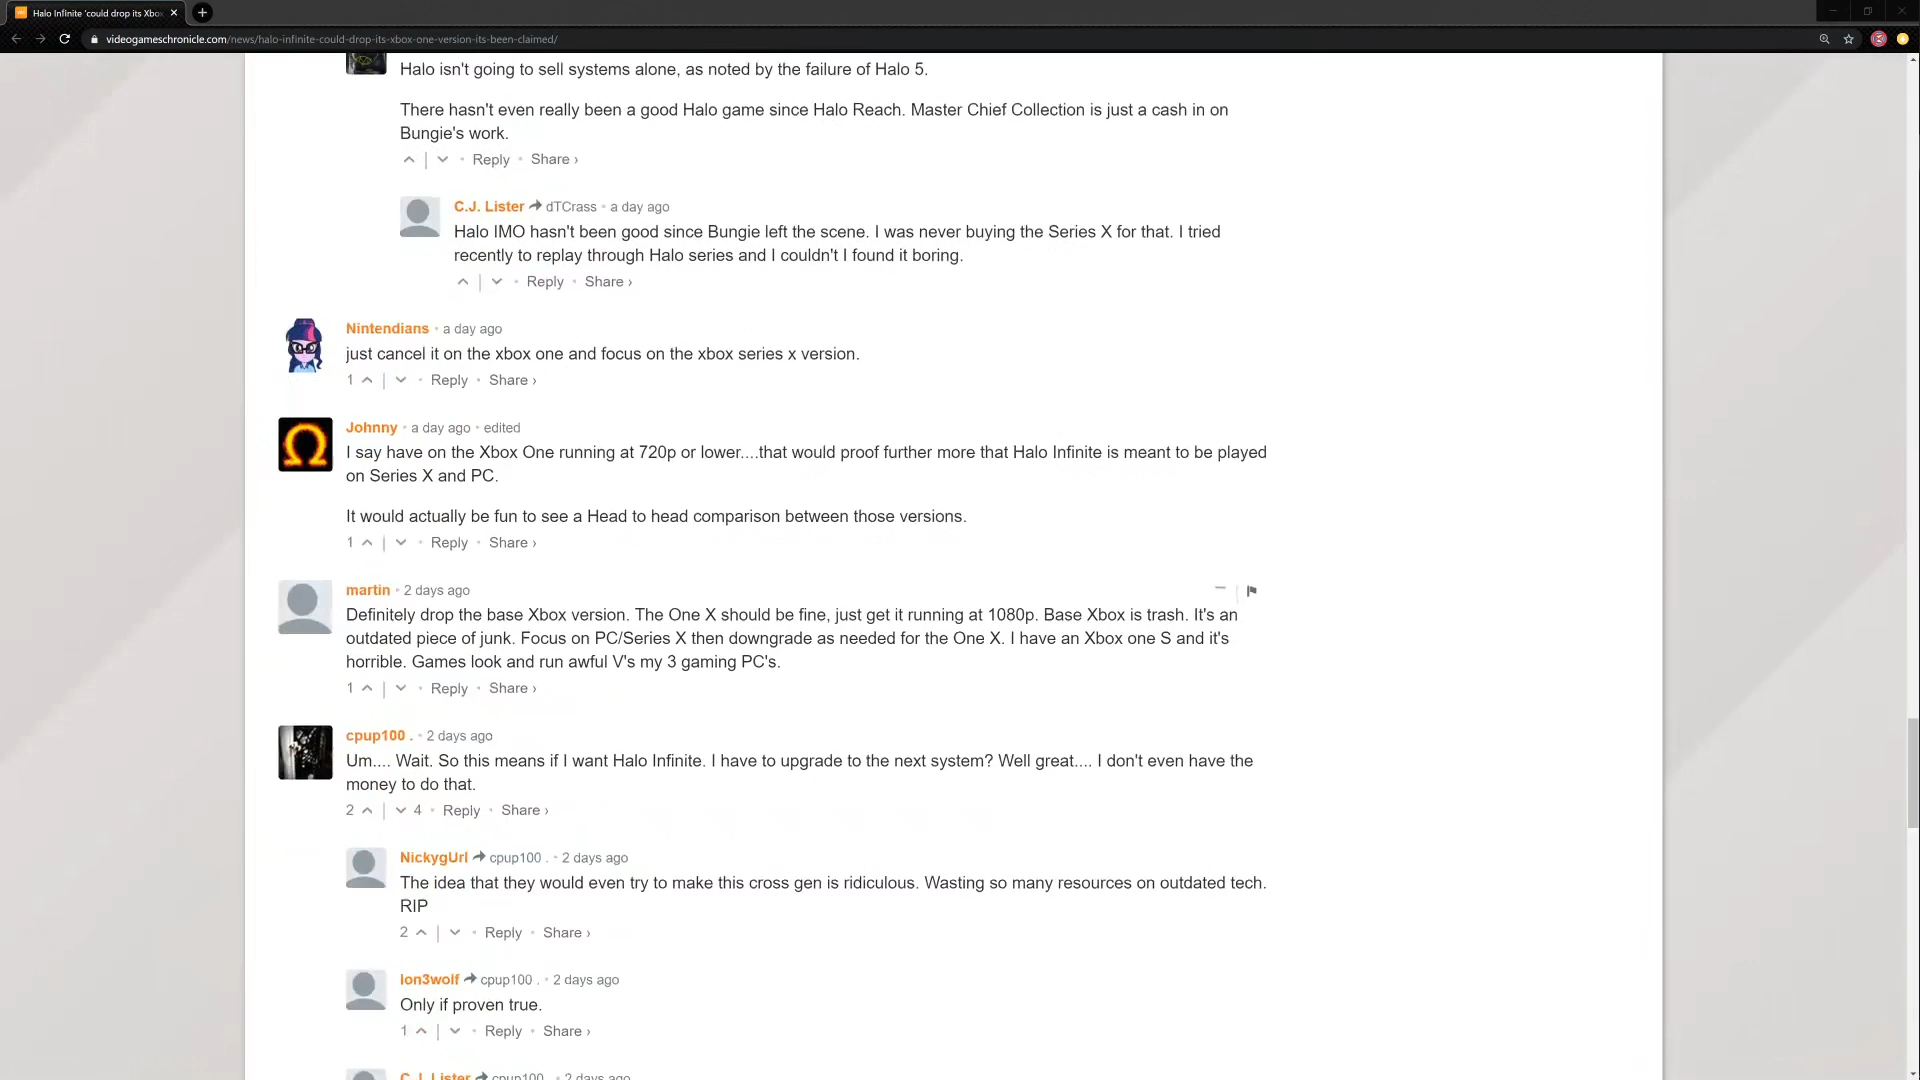 Halo Infinite 'could drop its Xbo
videogameschronicle.com/news/halo-infinite-could-drop-its-xbox-one-version-its-been-claimed/
Halo isn't going to sell systems alone, as noted by the failure of Halo 5.
There hasn't even really been a good Halo game since Halo Reach. Master Chief Collection is just a cash in on
Bungie's work.
Reply • Share ›
C.J. Lister dTCrass • a day ago
Halo IMO hasn't been good since Bungie left the scene. I was never buying the Series X for that. I tried
recently to replay through Halo series and I couldn't I found it boring.
Reply • Share ›
Nintendians • a day ago
just cancel it on the xbox one and focus on the xbox series x version.
1 • Reply • Share ›
Johnny • a day ago • edited
I say have on the Xbox One running at 720p or lower....that would proof further more that Halo Infinite is meant to be played
on Series X and PC.
It would actually be fun to see a Head to head comparison between those versions.
1 • Reply • Share ›
martin • 2 days ago
Definitely drop the base Xbox version. The One X should be fine, just get it running at 1080p. Base Xbox is trash. It's an
outdated piece of junk. Focus on PC/Series X then downgrade as needed for the One X. I have an Xbox one S and it's
horrible. Games look and run awful V's my 3 gaming PC's.
1 • Reply • Share ›
cpup100 . • 2 days ago
Um.... Wait. So this means if I want Halo Infinite. I have to upgrade to the next system? Well great.... I don't even have the
money to do that.
2 4 • Reply • Share ›
NickygUrl cpup100 . • 2 days ago
The idea that they would even try to make this cross gen is ridiculous. Wasting so many resources on outdated tech.
RIP
2 • Reply • Share ›
lon3wolf cpup100 . • 2 days ago
Only if proven true.
1 • Reply • Share ›
C.J. Lister cpup100 . • 2 days ago